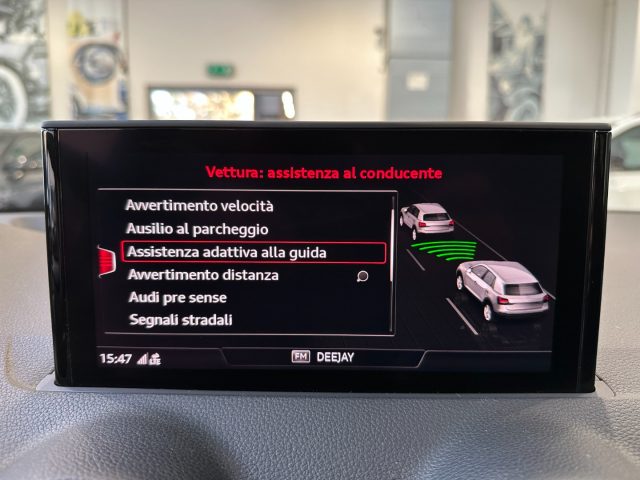 Vettura: assistenza al conducente
Avvertimento velocità
Ausilio al parcheggio
Assistenza adattiva alla guida
Avvertimento distanza
Audi pre sense
Segnali stradali
15:47 LTE FM DEEJAY